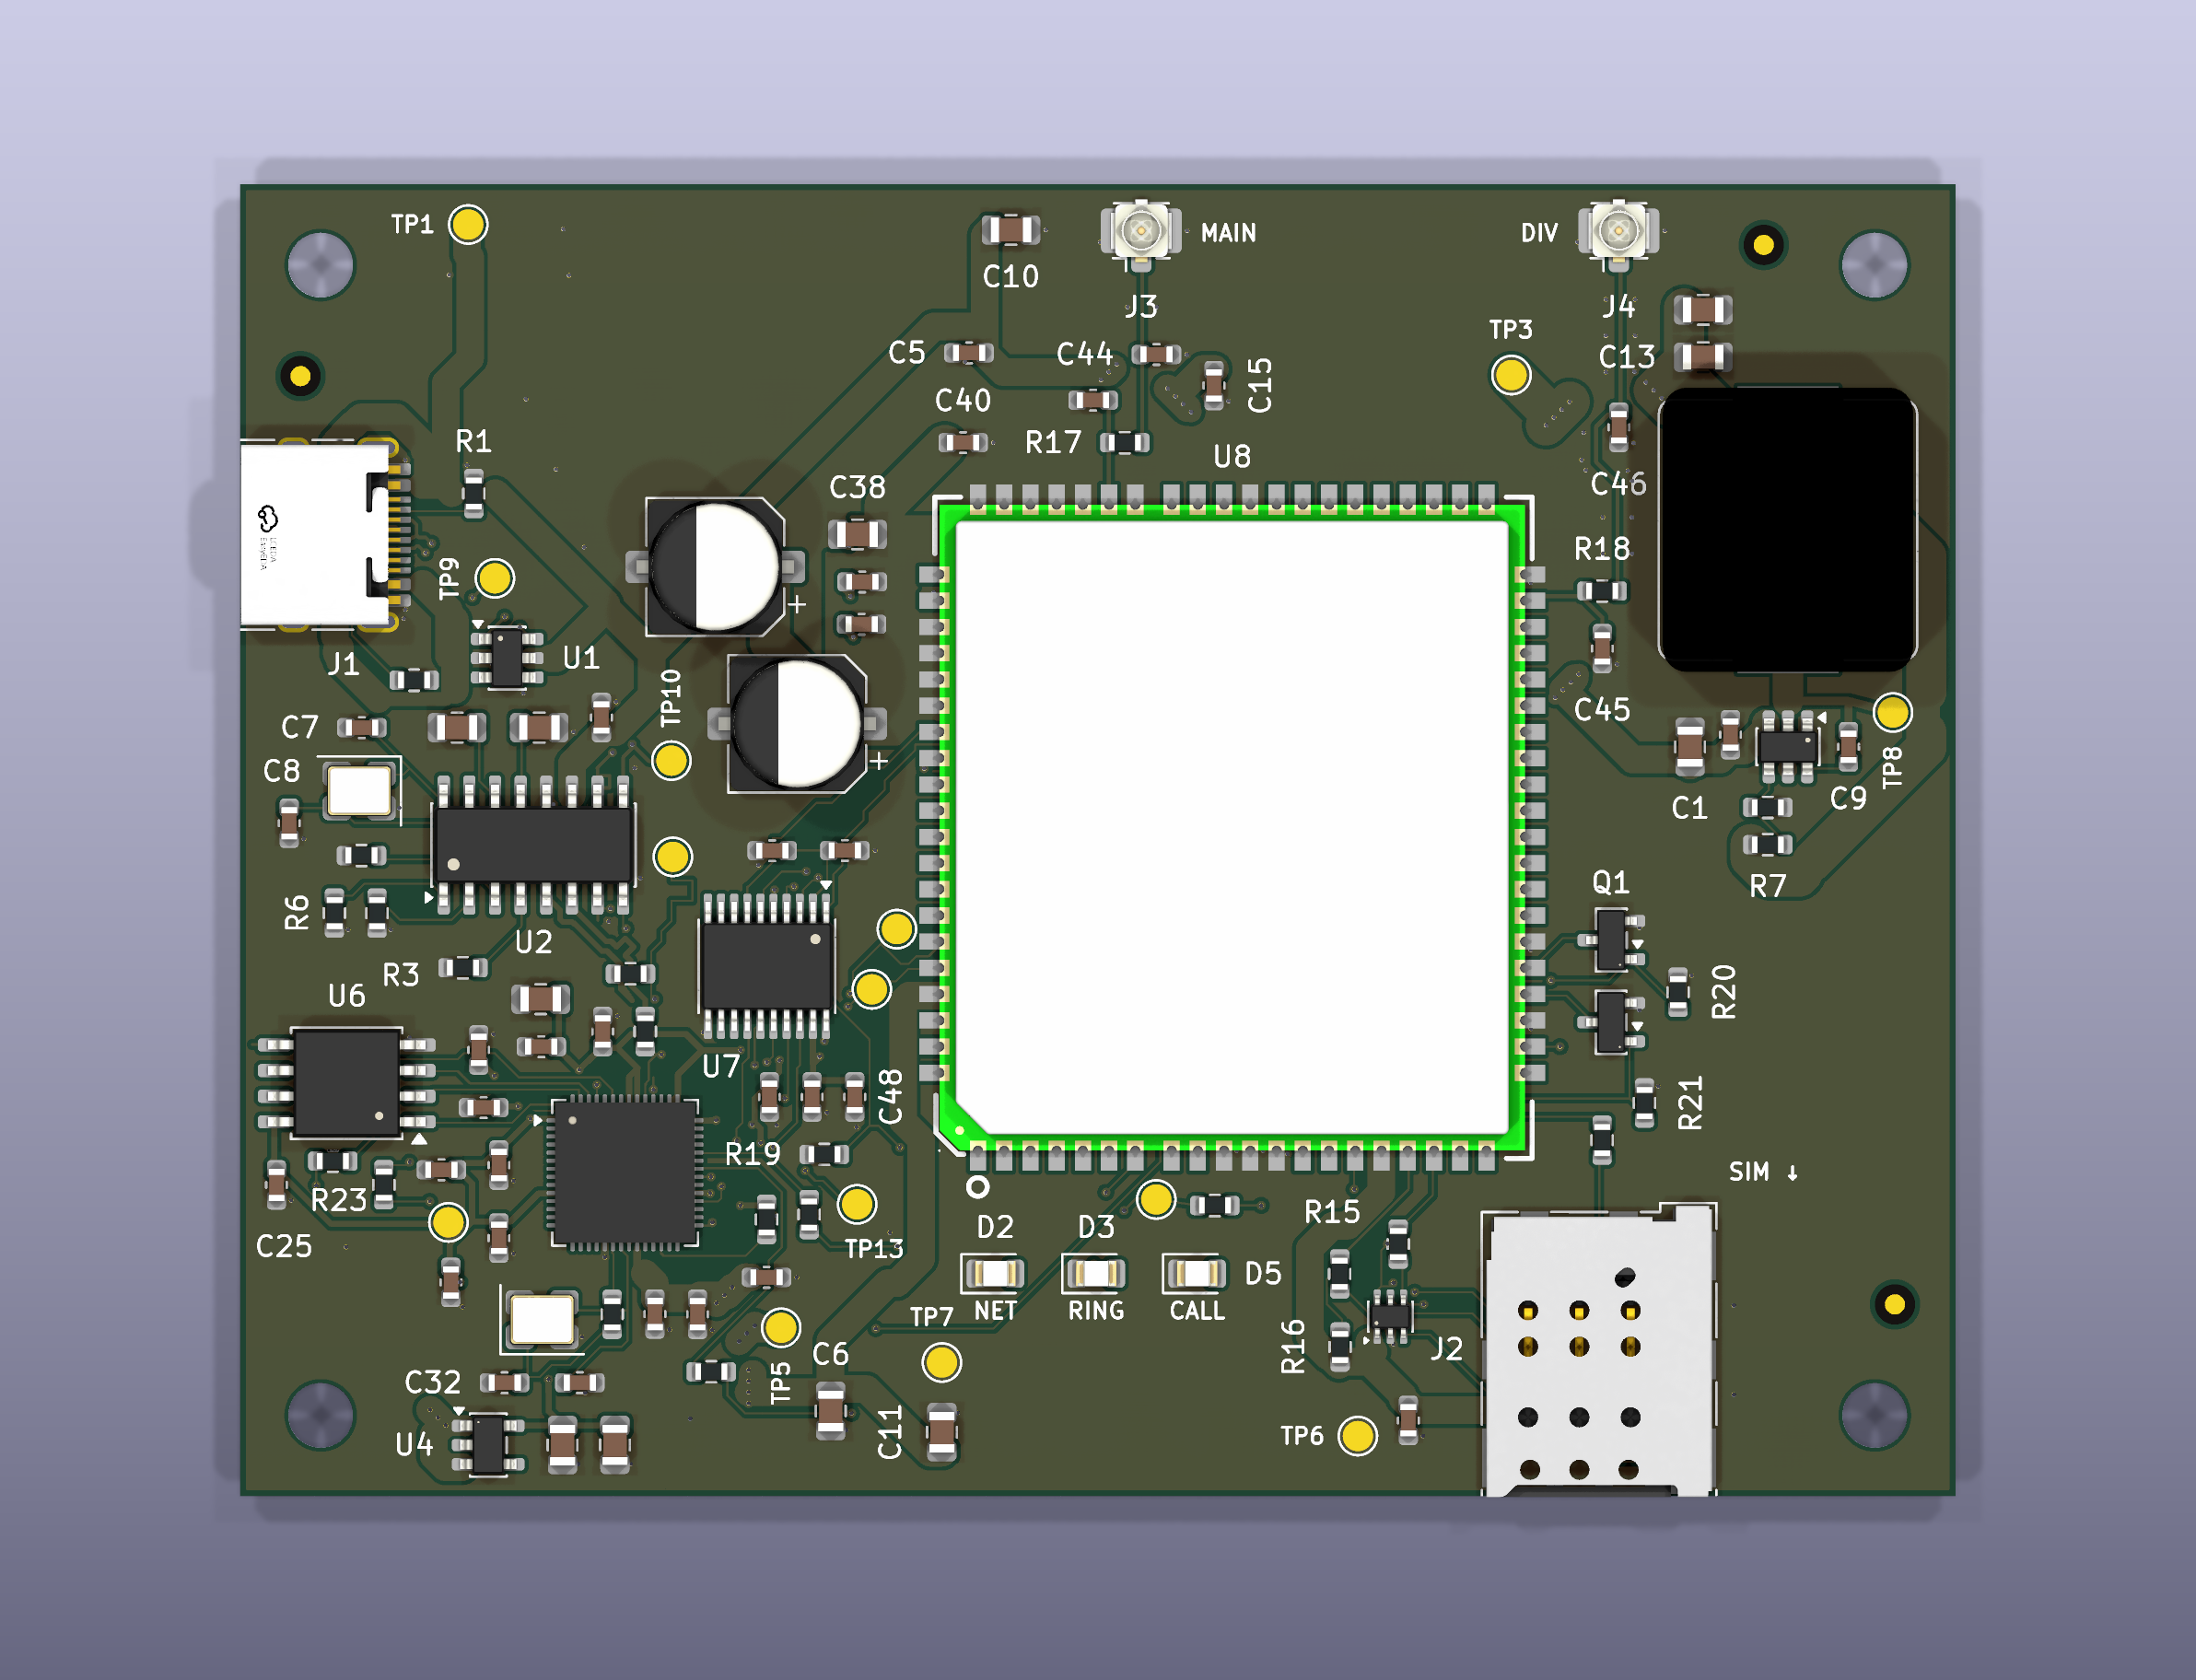 TP1
C10
MAIN
DIV
J3
J4
TP3
C5
C44
C15
C13
C40
R17
R1
U8
C46
C38
R18
TP9
J1
U1
TP10
C45
+
C7
C8
+
TP8
C1
C9
R7
Q1
R6
U2
R3
U6
R20
U7
C48
R21
R19
SIM ↓
R23
R15
C25
TP13
D2
D3
D5
NET
RING
CALL
TP7
R16
J2
C6
TP5
C32
U4
C11
TP6